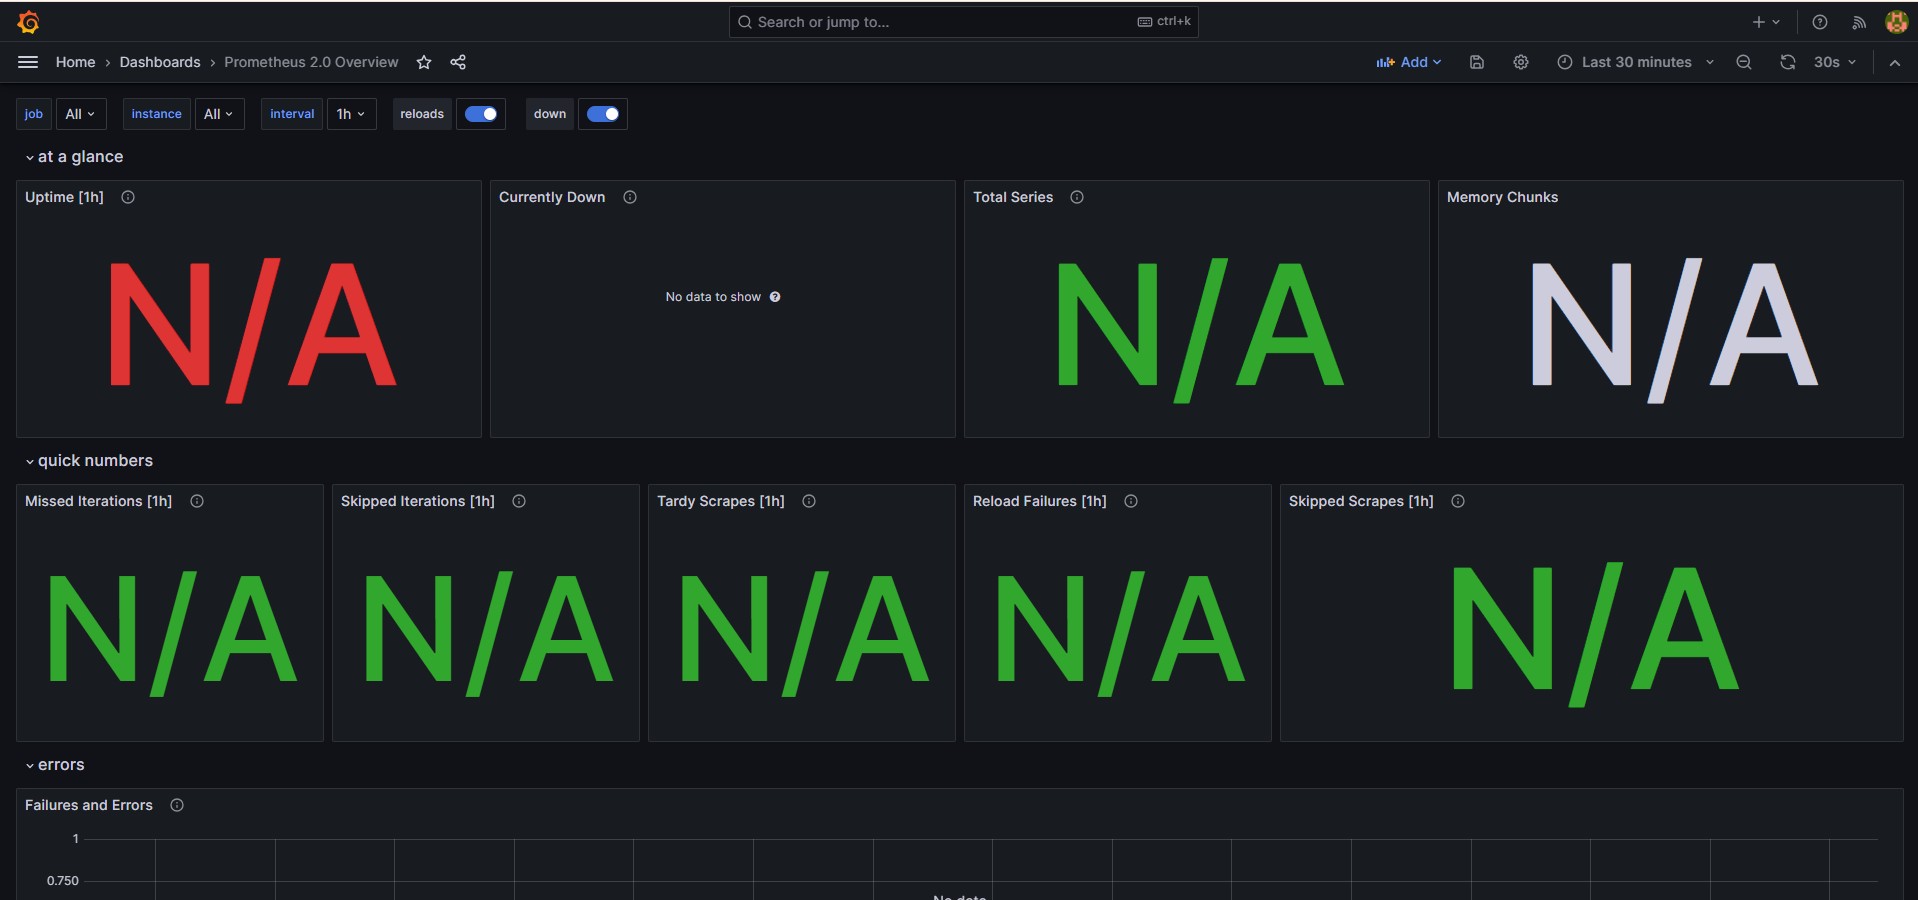 Search or jump to... ctrl+k
Home › Dashboards › Prometheus 2.0 Overview Add Last 30 minutes 30s
job All instance All interval 1h reloads down
at a glance
Uptime [1h] Currently Down Total Series Memory Chunks
N/A No data to show N/A N/A
quick numbers
Missed Iterations [1h] Skipped Iterations [1h] Tardy Scrapes [1h] Reload Failures [1h] Skipped Scrapes [1h]
N/A N/A N/A N/A N/A
errors
Failures and Errors
1
0.750
No data